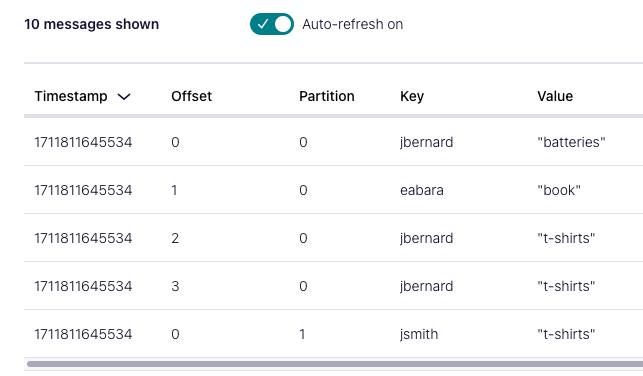 10 messages shown Auto-refresh on
Timestamp Offset Partition Key Value
1711811645534 0 0 jbernard "batteries"
1711811645534 1 0 eabara "book"
1711811645534 2 0 jbernard "t-shirts"
1711811645534 3 0 jbernard "t-shirts"
1711811645534 0 1 jsmith "t-shirts"